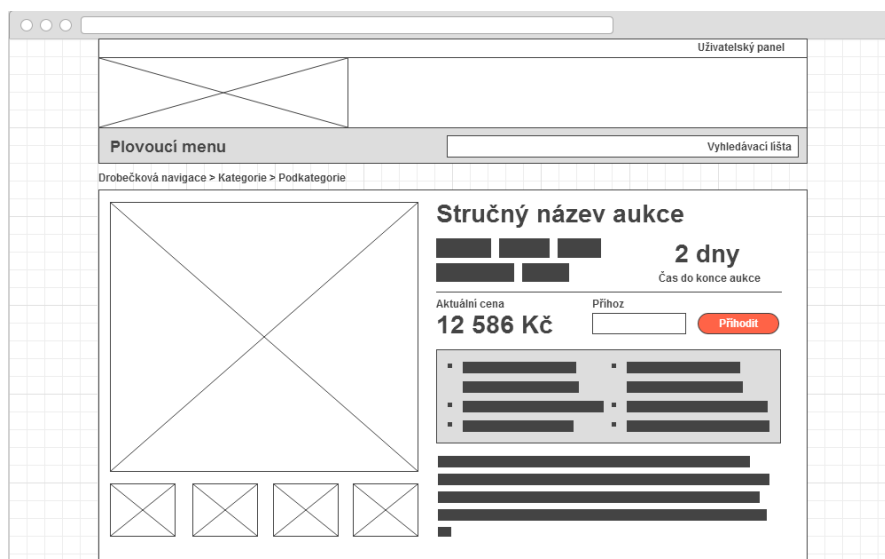 Uživatelský panel
Plovoucí menu
Vyhledávací lišta
Drobečková navigace > Kategorie > Podkategorie
Stručný název aukce
2 dny
Čas do konce aukce
Aktuální cena
Příhoz
12 586 Kč
Přihodit